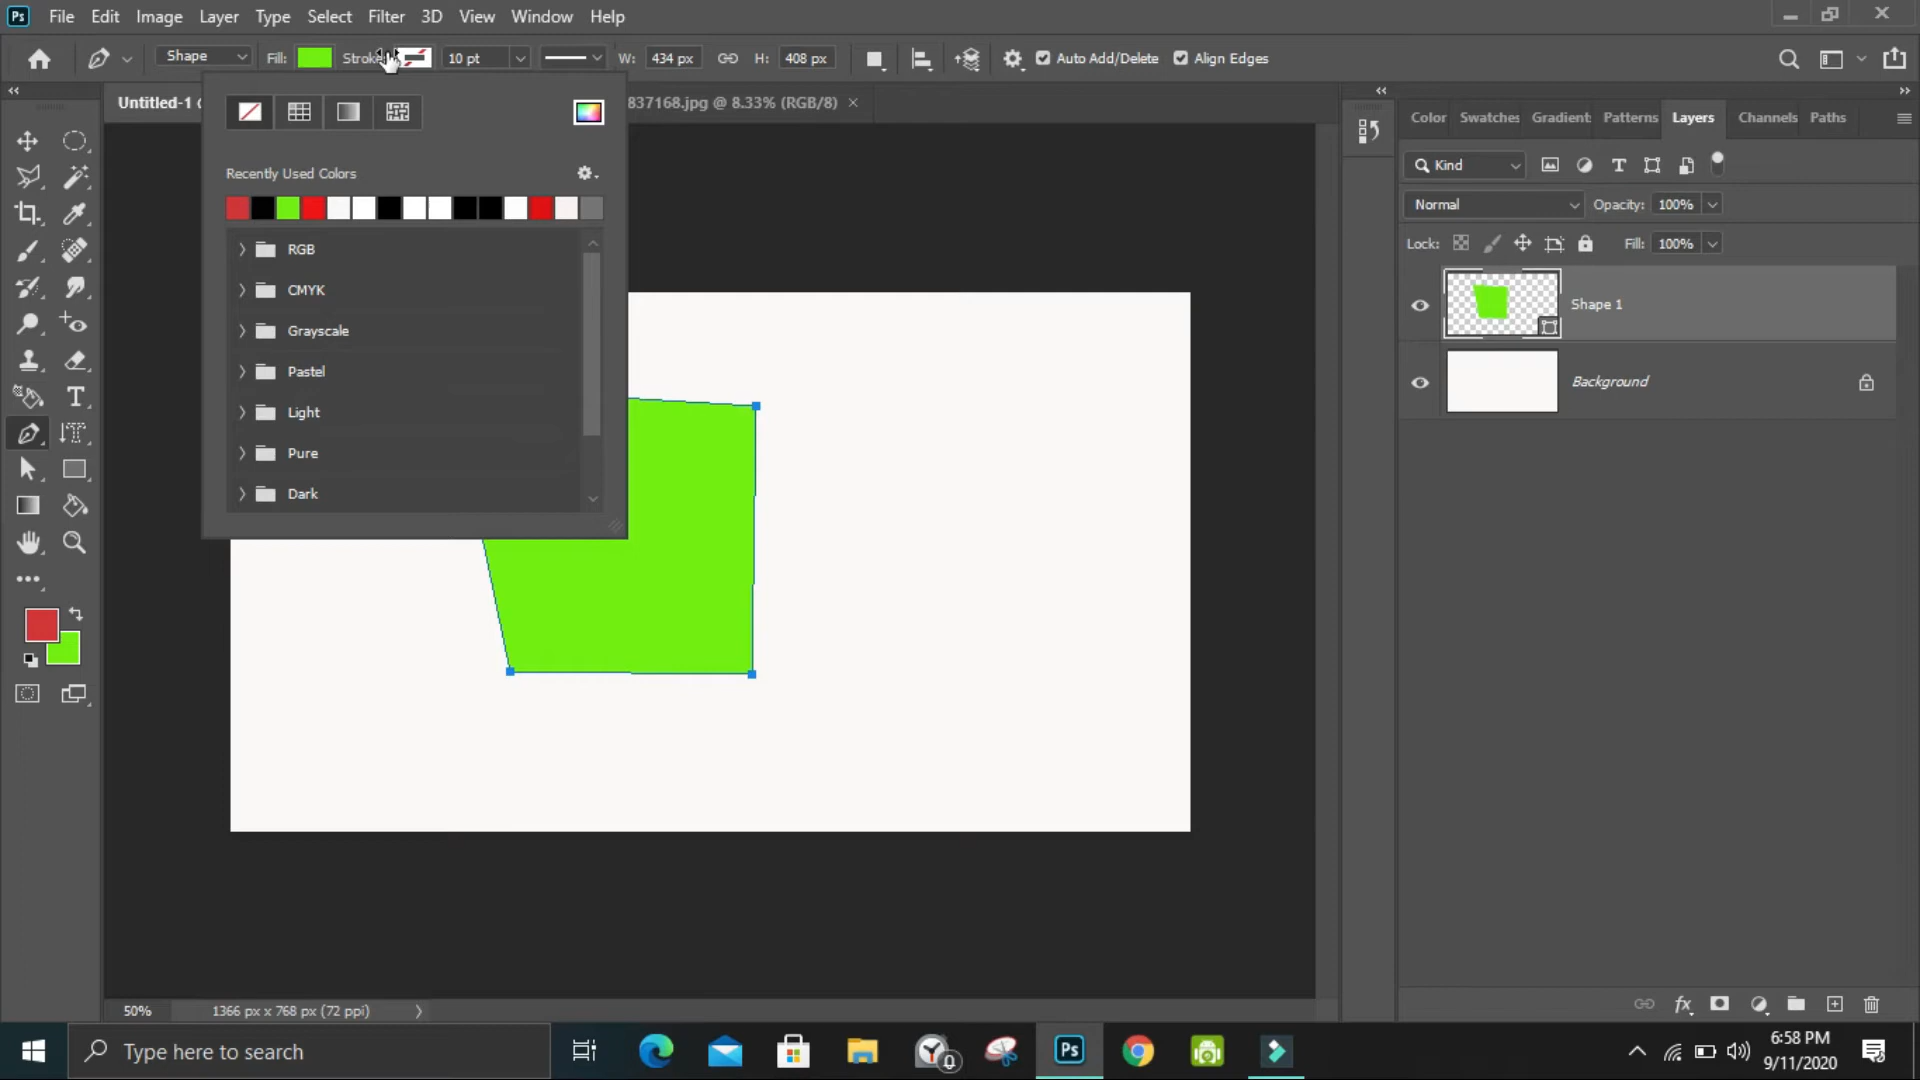 Ps File Edit Image Layer Type Select Filter 3D View Window Help
Shape Fill: Stroke 10 pt W: 434 px H: 408 px Auto Add/Delete Align Edges
Untitled-1 837168.jpg @ 8.33% (RGB/8) ×
Color Swatches Gradient Patterns Layers Channels Paths
Kind
Recently Used Colors
Normal Opacity: 100%
Lock: Fill: 100%
RGB
CMYK
Grayscale
Pastel
Light
Pure
Dark
Shape 1
Background
50% 1366 px x 768 px (72 ppi)
Type here to search
Ps
6:58 PM
9/11/2020